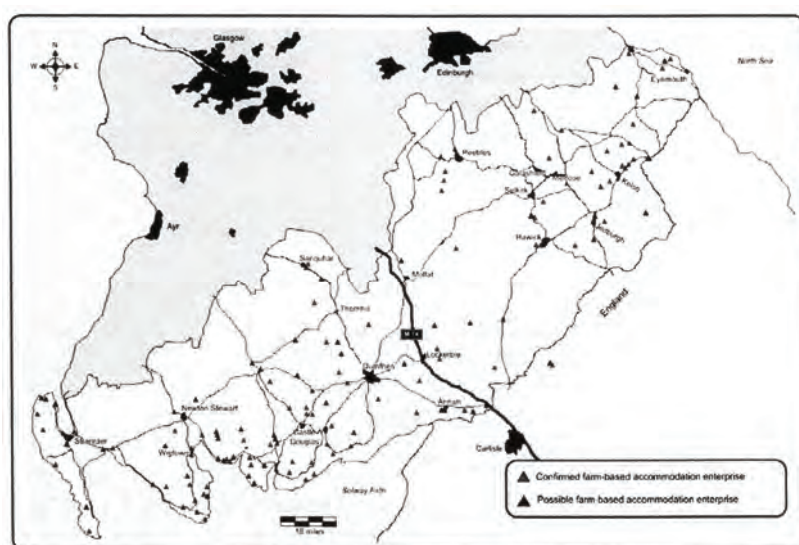 Glasgow
Edinburgh
North Sea
N
W
E
S
Eyemouth
Peebles
Galashiels
Melrose
Selkirk
Kelso
Ayr
Jedburgh
Hawick
Sanquhar
Moffat
England
Thornhill
Lockerbie
Dumfries
Newton Stewart
Annan
Castle
Douglas
Stranraer
Wigtown
Carlisle
Solway Firth
10 miles
Confirmed farm-based accommodation enterprise
Possible farm based accommodation enterprise